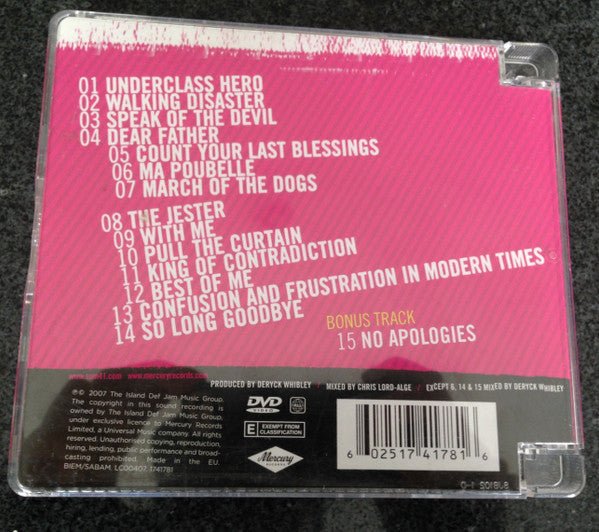 01 UNDERCLASS HERO
02 WALKING DISASTER
03 SPEAK OF THE DEVIL
04 DEAR FATHER
05 COUNT YOUR LAST BLESSINGS
06 MA POUBELLE
07 MARCH OF THE DOGS
08 THE JESTER
09 WITH ME
10 PULL THE CURTAIN
11 KING OF CONTRADICTION
12 BEST OF ME
13 CONFUSION AND FRUSTRATION IN MODERN TIMES
14 SO LONG GOODBYE
BONUS TRACK
15 NO APOLOGIES
www.sum41.com www.mercuryrecords.com
PRODUCED BY DERYCK WHIBLEY / MIXED BY CHRIS LORD-ALGE / EXCEPT 6, 14 & 15 MIXED BY DERYCK WHIBLEY
℗© 2007 The Island Def Jam Music Group.
The copyright in this sound recording is
owned by The Island Def Jam Music Group,
under exclusive licence to Mercury Records
Limited, a Universal Music company. All rights
reserved. Unauthorised copying, reproduction,
hiring, lending, public performance and broad-
casting prohibited. Made in the EU.
BIEM/SABAM. LC00407. 1741781
DVD
VIDEO
E EXEMPT FROM CLASSIFICATION
Mercury
RECORDS
6 02517 41781 6